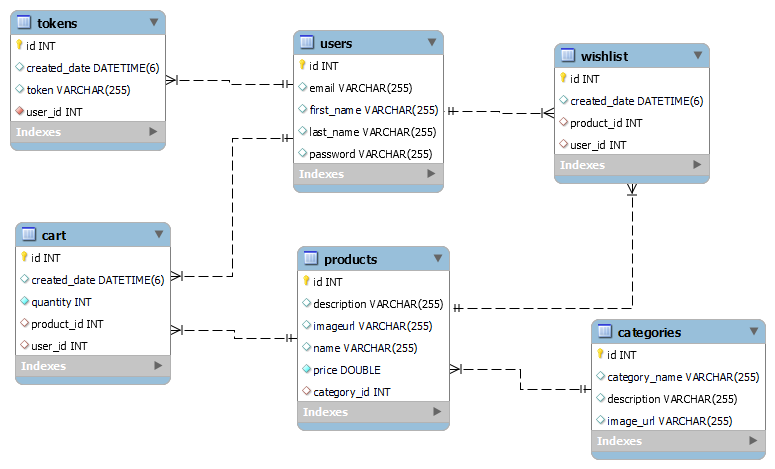 tokens
id INT
created_date DATETIME(6)
token VARCHAR(255)
user_id INT
Indexes
users
id INT
email VARCHAR(255)
first_name VARCHAR(255)
last_name VARCHAR(255)
password VARCHAR(255)
Indexes
wishlist
id INT
created_date DATETIME(6)
product_id INT
user_id INT
Indexes
cart
id INT
created_date DATETIME(6)
quantity INT
product_id INT
user_id INT
Indexes
products
id INT
description VARCHAR(255)
imageurl VARCHAR(255)
name VARCHAR(255)
price DOUBLE
category_id INT
Indexes
categories
id INT
category_name VARCHAR(255)
description VARCHAR(255)
image_url VARCHAR(255)
Indexes